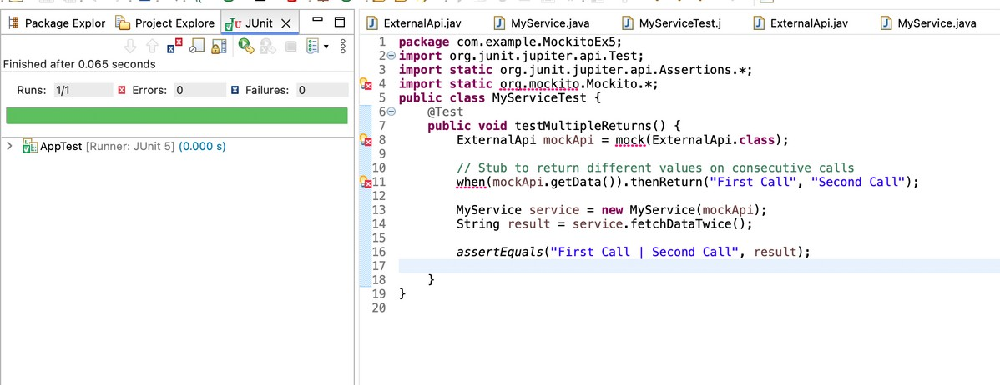 Package Explor Project Explore JUnit
Finished after 0.065 seconds
Runs: 1/1 Errors: 0 Failures: 0
AppTest [Runner: JUnit 5] (0.000 s)
ExternalApi.jav MyService.java MyServiceTest.j ExternalApi.jav MyService.java
1 package com.example.MockitoEx5;
2 import org.junit.jupiter.api.Test;
3 import static org.junit.jupiter.api.Assertions.*;
4 import static org.mockito.Mockito.*;
5 public class MyServiceTest {
6 @Test
7 public void testMultipleReturns() {
8 ExternalApi mockApi = mock(ExternalApi.class);
9
10 // Stub to return different values on consecutive calls
11 when(mockApi.getData()).thenReturn("First Call", "Second Call");
12
13 MyService service = new MyService(mockApi);
14 String result = service.fetchDataTwice();
15
16 assertEquals("First Call | Second Call", result);
17
18 }
19 }
20